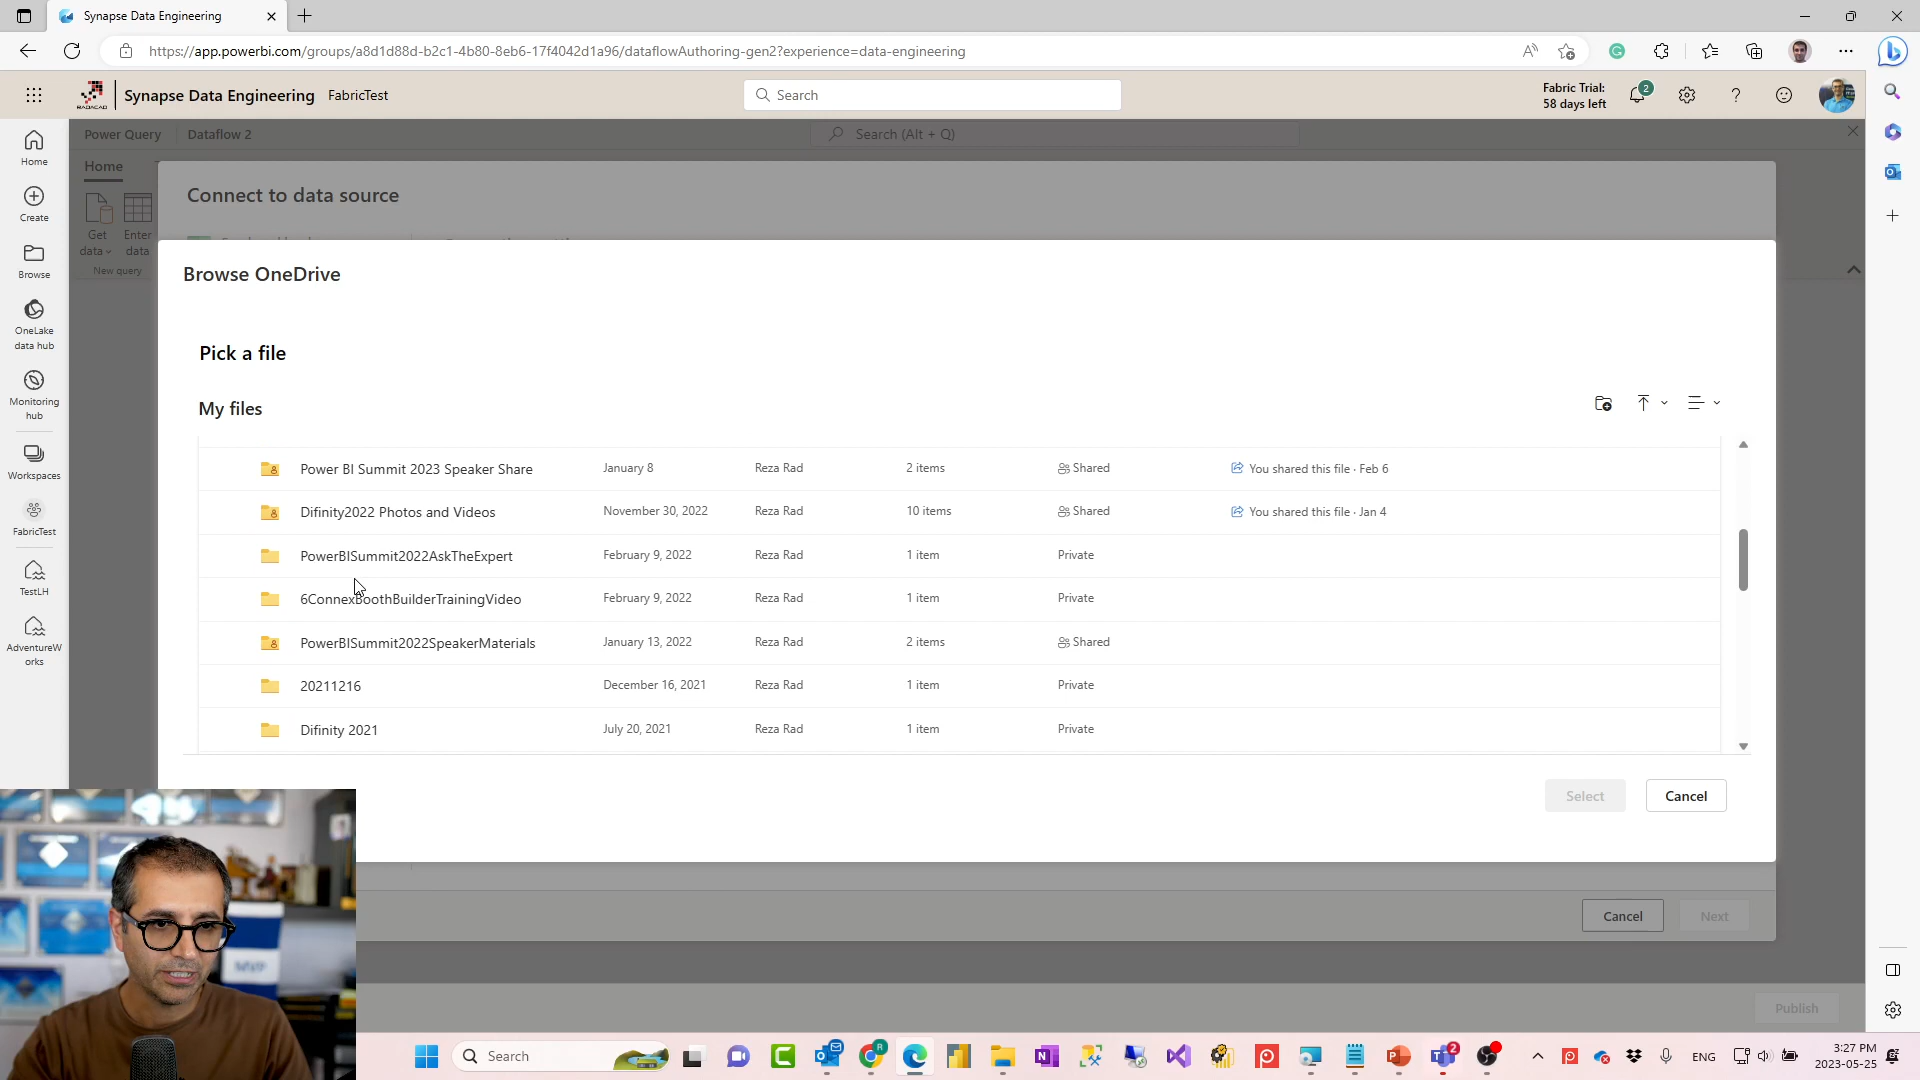 Synapse Data Engineering
https://app.powerbi.com/groups/a8d1d88d-b2c1-4b80-8eb6-17f4042d1a96/dataflowAuthoring-gen2?experience=data-engineering
RADACAD
Synapse Data Engineering FabricTest
Search
Fabric Trial:
58 days left
2
Home
Create
Browse
OneLake
data hub
Monitoring
hub
Workspaces
FabricTest
TestLH
AdventureW
orks
Power Query Dataflow 2
Search (Alt + Q)
Home
Get
data
Enter
data
New query
Connect to data source
Browse OneDrive
Pick a file
My files
Power BI Summit 2023 Speaker Share January 8 Reza Rad 2 items Shared You shared this file · Feb 6
Difinity2022 Photos and Videos November 30, 2022 Reza Rad 10 items Shared You shared this file · Jan 4
PowerBISummit2022AskTheExpert February 9, 2022 Reza Rad 1 item Private
6ConnexBoothBuilderTrainingVideo February 9, 2022 Reza Rad 1 item Private
PowerBISummit2022SpeakerMaterials January 13, 2022 Reza Rad 2 items Shared
20211216 December 16, 2021 Reza Rad 1 item Private
Difinity 2021 July 20, 2021 Reza Rad 1 item Private
Select Cancel
Cancel Next
Publish
MVP
Search
2
ENG
3:27 PM
2023-05-25